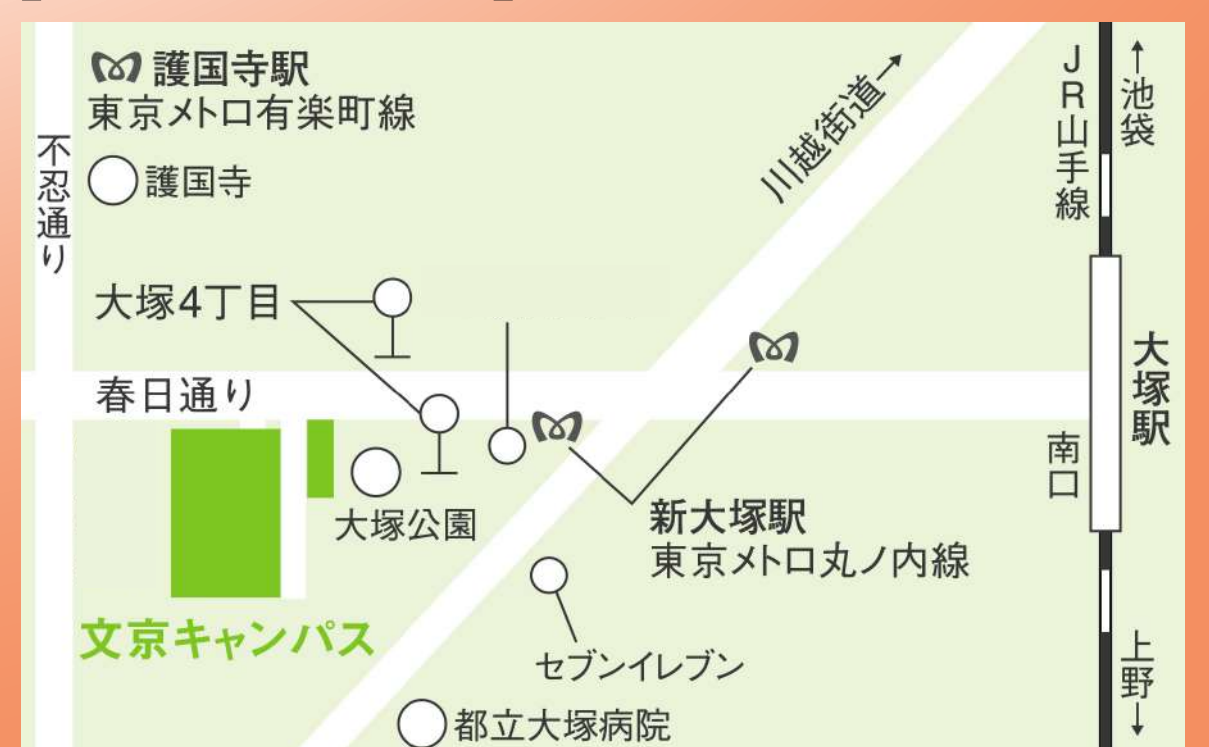 護国寺駅
東京メトロ有楽町線
護国寺
不忍通り
川越街道→
JR山手線
↑池袋
大塚4丁目
春日通り
大塚駅
南口
大塚公園
新大塚駅
東京メトロ丸ノ内線
文京キャンパス
セブンイレブン
都立大塚病院
上野↓